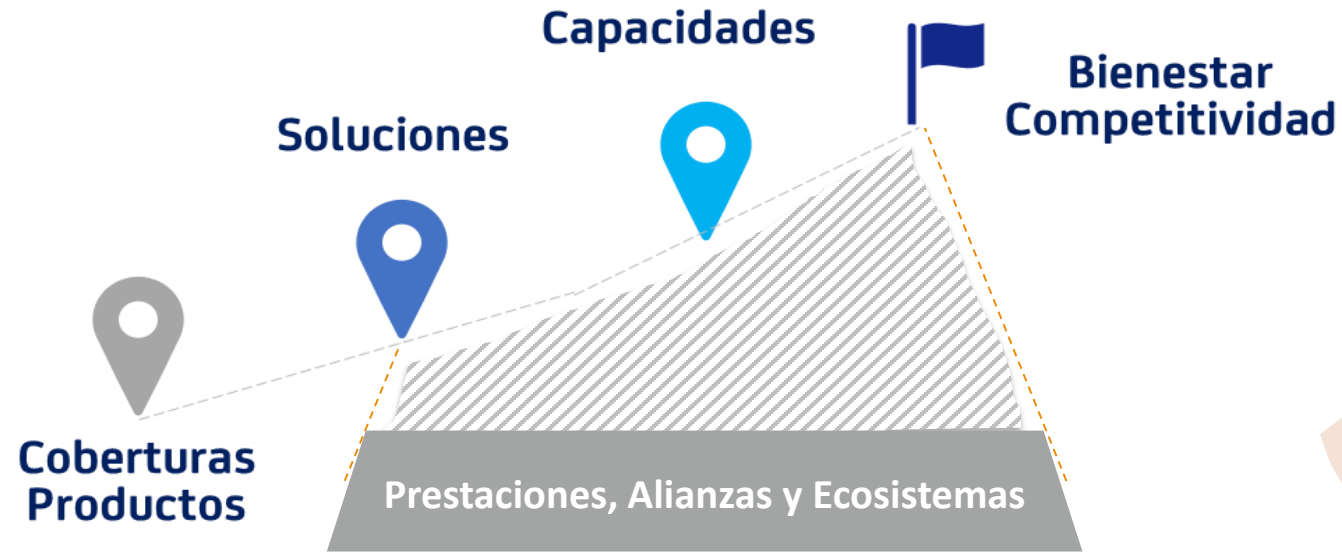 Capacidades
Bienestar
Competitividad
Soluciones
Coberturas
Productos
Prestaciones, Alianzas y Ecosistemas